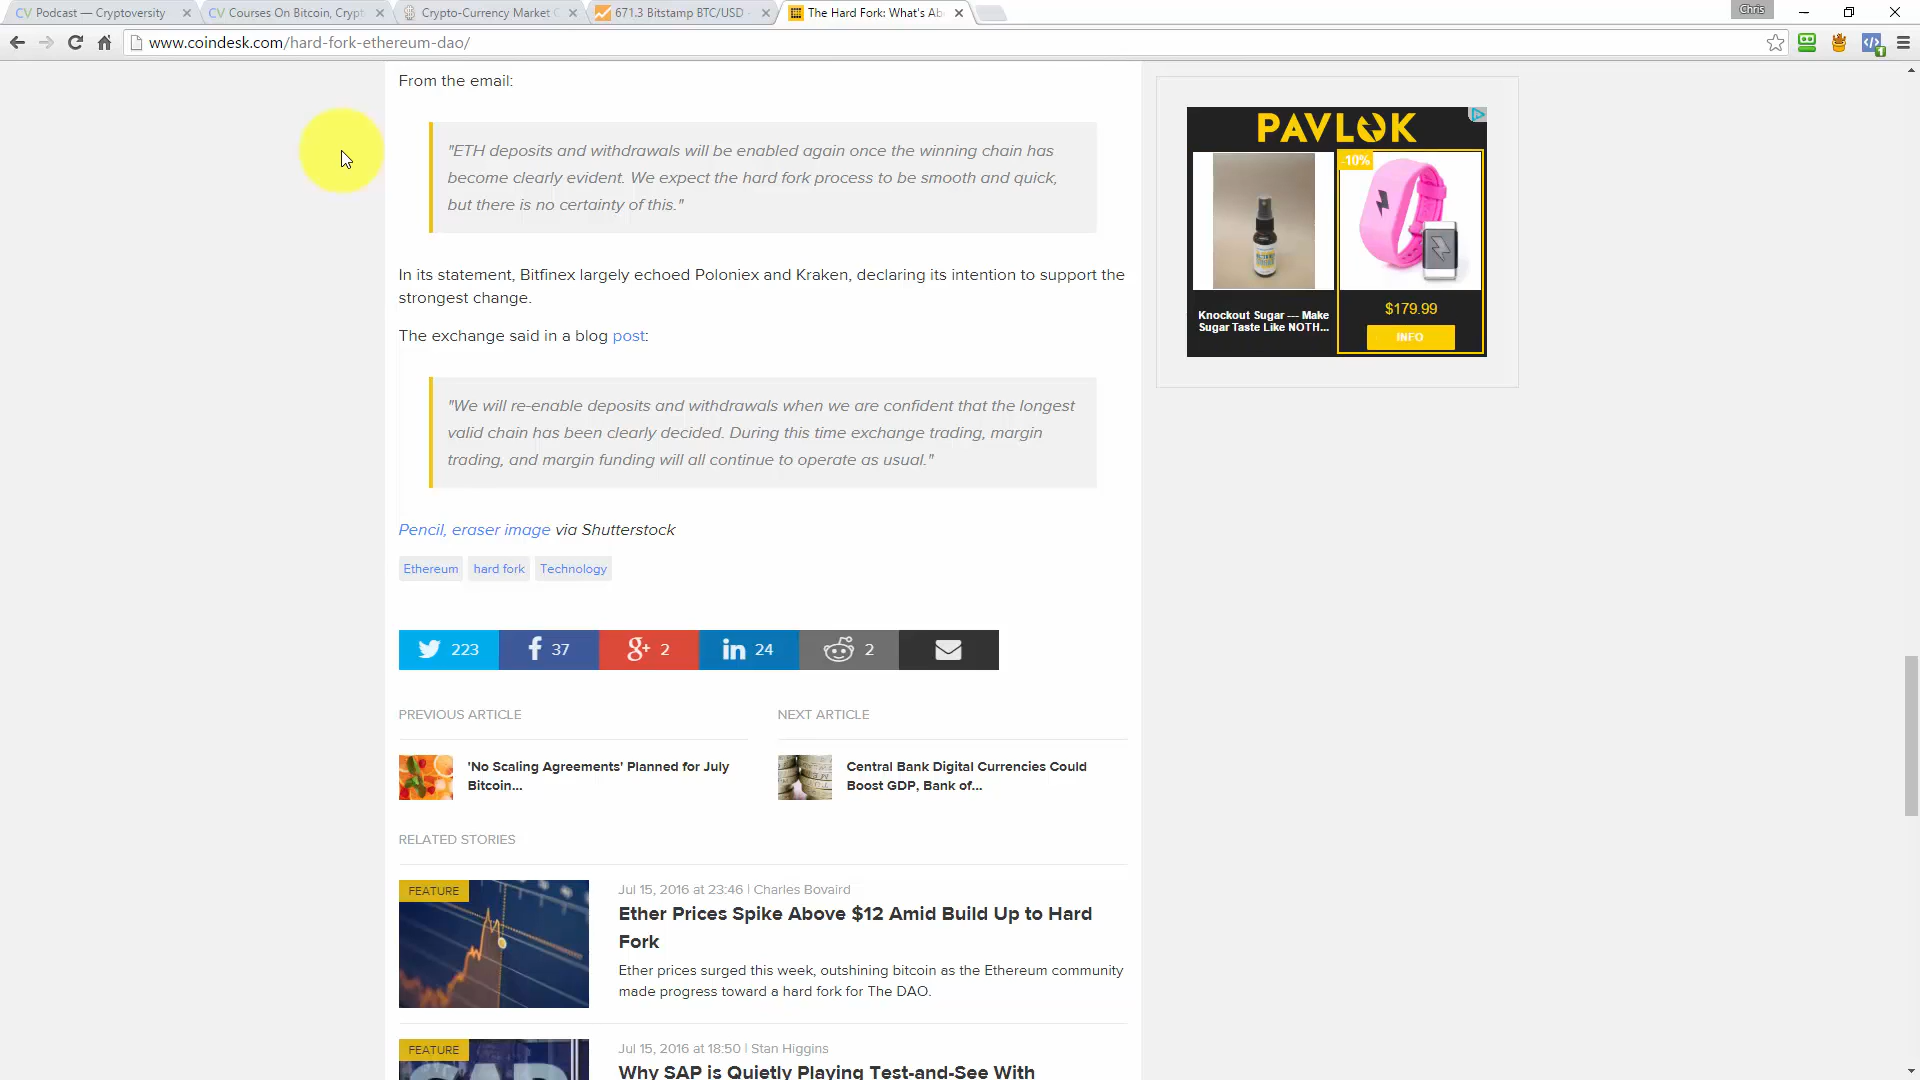 CV Podcast — Cryptoversity
CV Courses On Bitcoin, Crypt
Crypto-Currency Market C
671.3 Bitstamp BTC/USD -
The Hard Fork: What's Ab
Chris
www.coindesk.com/hard-fork-ethereum-dao/
From the email:
"ETH deposits and withdrawals will be enabled again once the winning chain has
become clearly evident. We expect the hard fork process to be smooth and quick,
but there is no certainty of this."
In its statement, Bitfinex largely echoed Poloniex and Kraken, declaring its intention to support the
strongest change.
The exchange said in a blog post:
"We will re-enable deposits and withdrawals when we are confident that the longest
valid chain has been clearly decided. During this time exchange trading, margin
trading, and margin funding will all continue to operate as usual."
Pencil, eraser image via Shutterstock
Ethereum hard fork Technology
223 37 2 24 2
PREVIOUS ARTICLE
'No Scaling Agreements' Planned for July
Bitcoin...
NEXT ARTICLE
Central Bank Digital Currencies Could
Boost GDP, Bank of...
RELATED STORIES
FEATURE
Jul 15, 2016 at 23:46 | Charles Bovaird
Ether Prices Spike Above $12 Amid Build Up to Hard
Fork
Ether prices surged this week, outshining bitcoin as the Ethereum community
made progress toward a hard fork for The DAO.
FEATURE
Jul 15, 2016 at 18:50 | Stan Higgins
Why SAP is Quietly Playing Test-and-See With
PAVLOK
-10%
Knockout Sugar --- Make
Sugar Taste Like NOTH...
$179.99
INFO